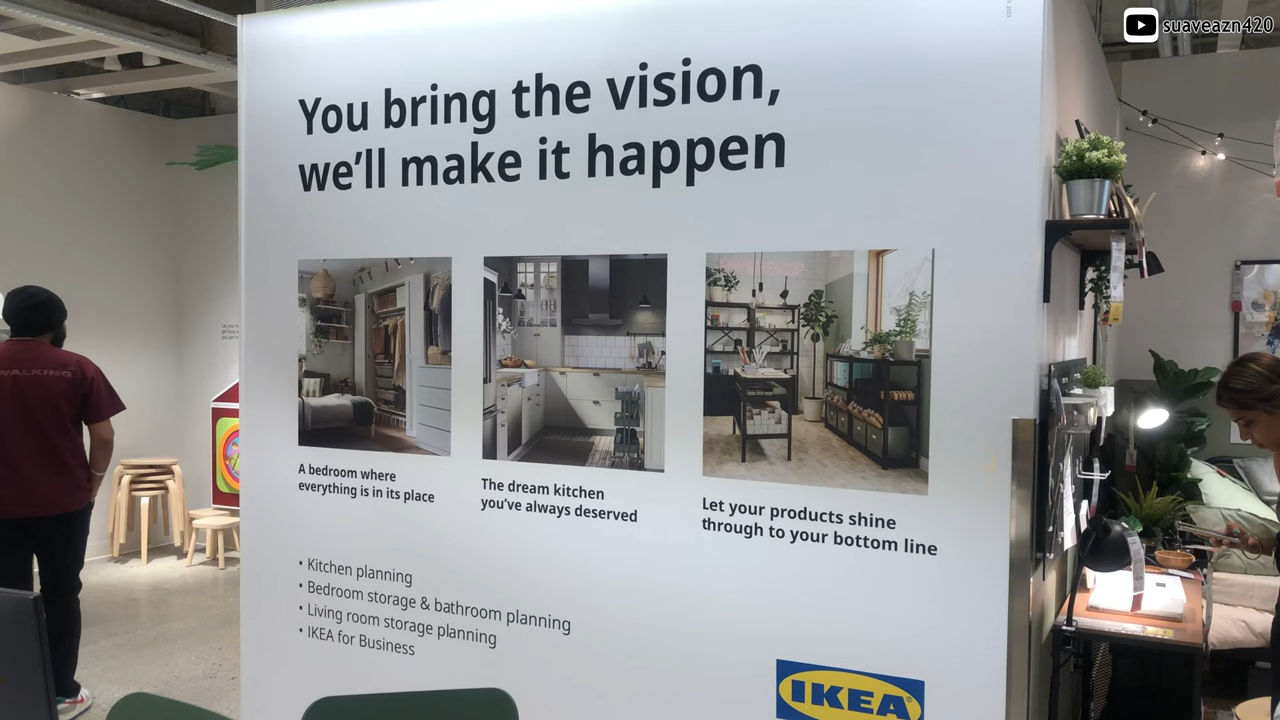 suaveazn420
You bring the vision,
we'll make it happen
A bedroom where
everything is in its place
The dream kitchen
you've always deserved
Let your products shine
through to your bottom line
• Kitchen planning
• Bedroom storage & bathroom planning
• Living room storage planning
• IKEA for Business
IKEA
WALKING